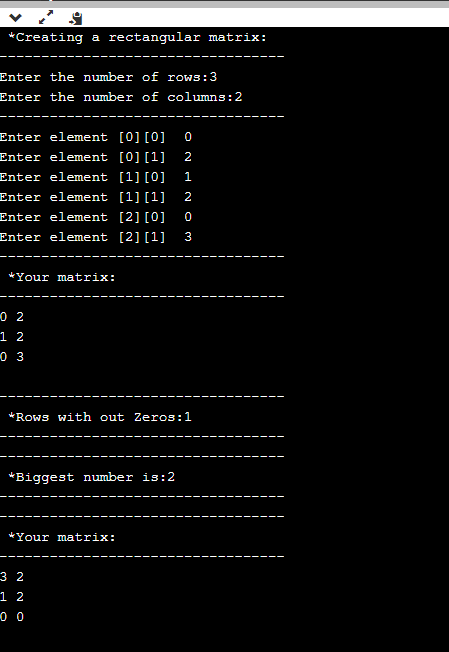 *Creating a rectangular matrix:
----------------------------------
Enter the number of rows:3
Enter the number of columns:2
----------------------------------
Enter element [0][0]  0
Enter element [0][1]  2
Enter element [1][0]  1
Enter element [1][1]  2
Enter element [2][0]  0
Enter element [2][1]  3
----------------------------------
*Your matrix:
----------------------------------
0 2
1 2
0 3
----------------------------------
*Rows with out Zeros:1
----------------------------------
----------------------------------
*Biggest number is:2
----------------------------------
----------------------------------
*Your matrix:
----------------------------------
3 2
1 2
0 0